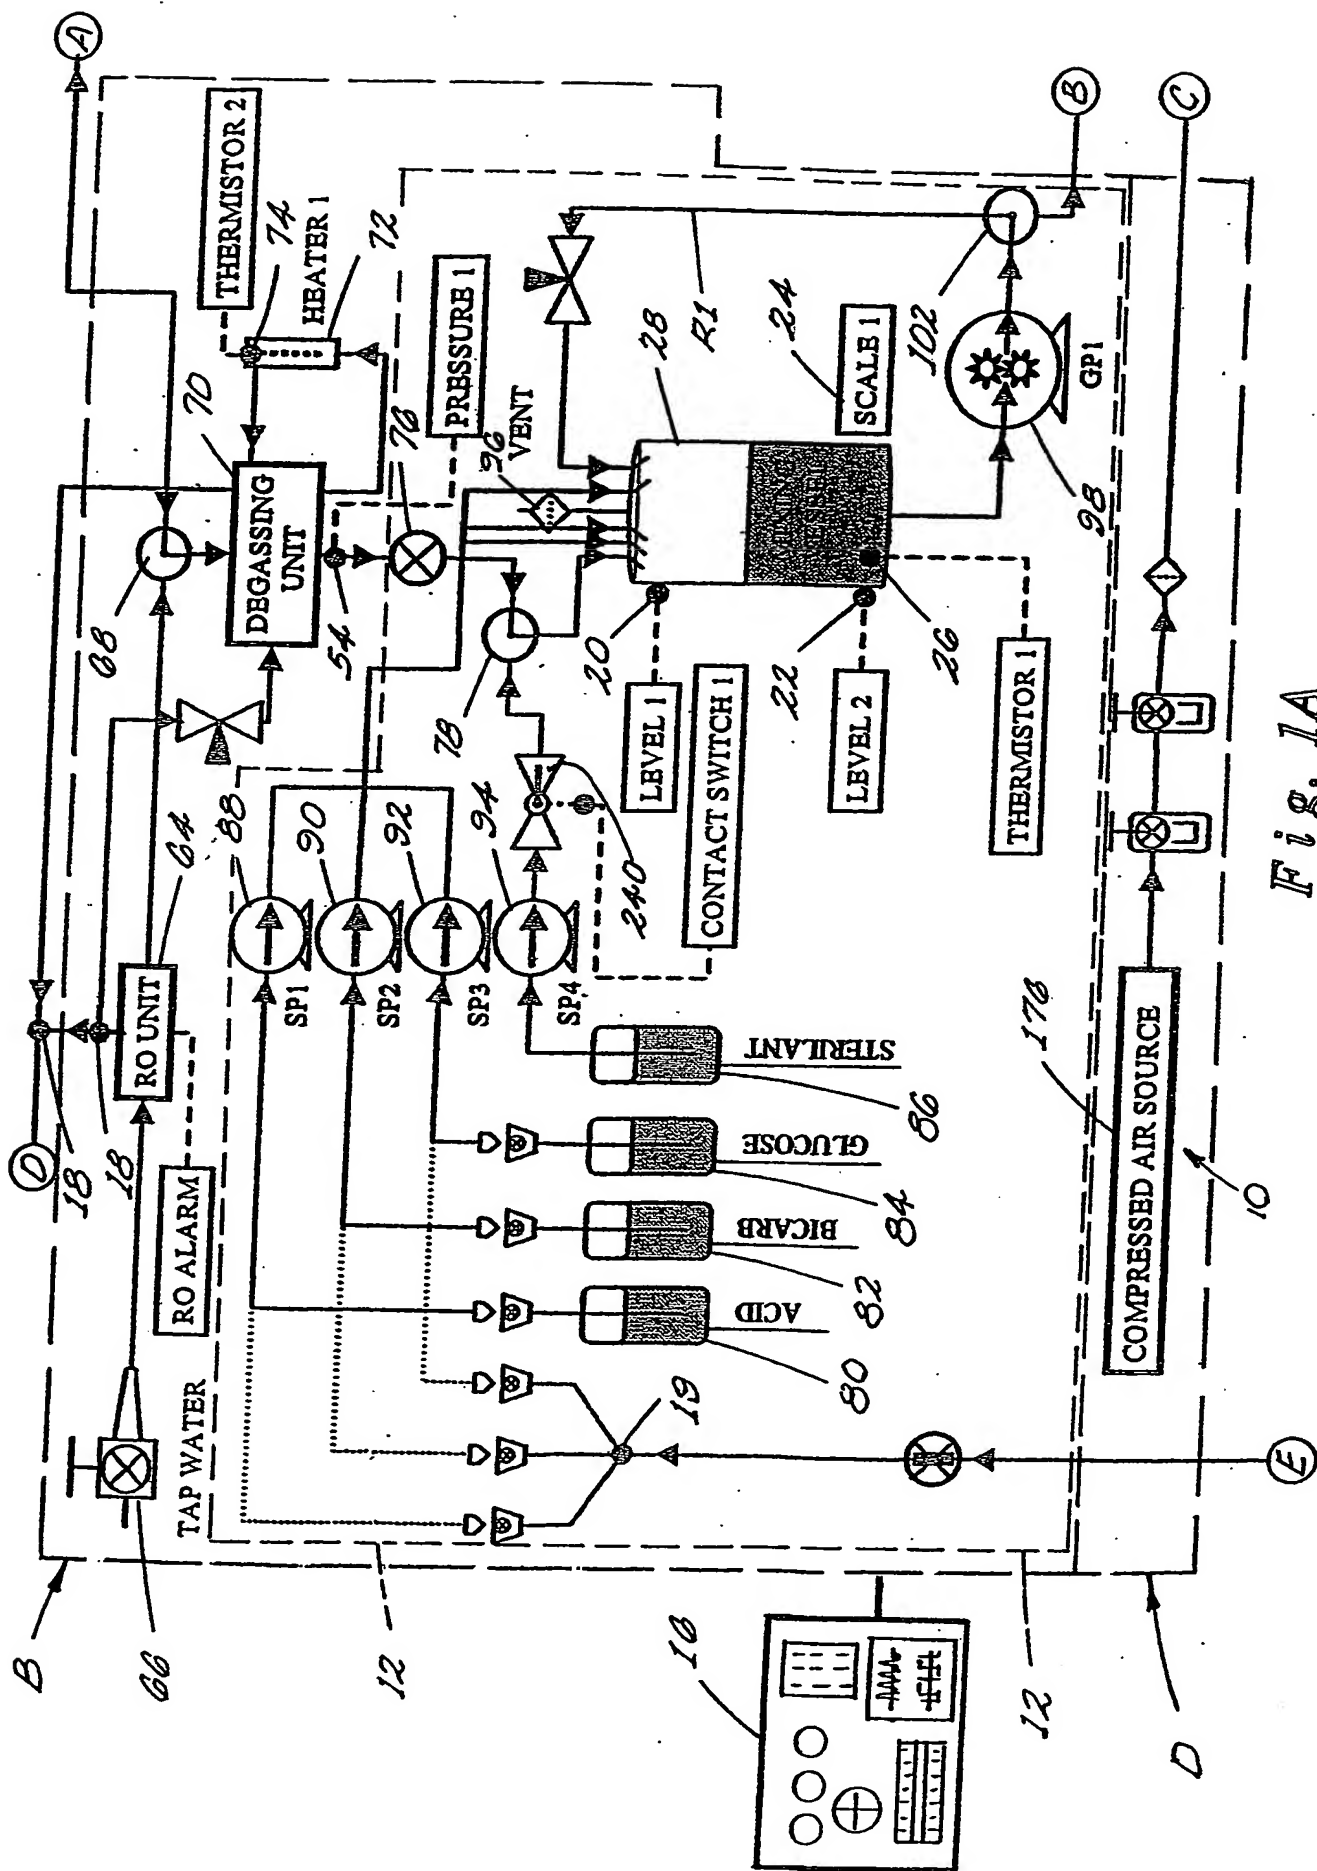 A
B
66
TAP WATER
D
18
18
RO UNIT
64
RO ALARM
68
70
DEGASSING
UNIT
54
THERMISTOR 2
74
HEATER 1
72
PRESSURE 1
76
96
VENT
78
12
88
SP1
90
SP2
92
SP3
94
SP4
240
CONTACT SWITCH 1
ACID
80
BICARB
82
GLUCOSE
84
STERILANT
86
19
LEVEL 1
20
LEVEL 2
22
28
MIXING
VESSEL
26
THERMISTOR 1
R1
SCALE 1
24
102
GP1
98
B
C
E
16
12
D
COMPRESSED AIR SOURCE
176
10
Fig. 1A